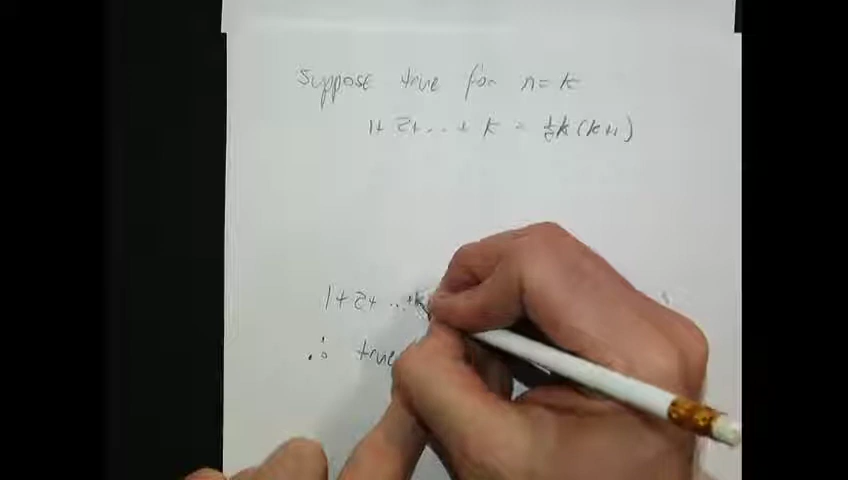 Suppose true for n = k
1+ 2+ ... + k = ½k (k+1)
1+2+ ...+k
∴ true